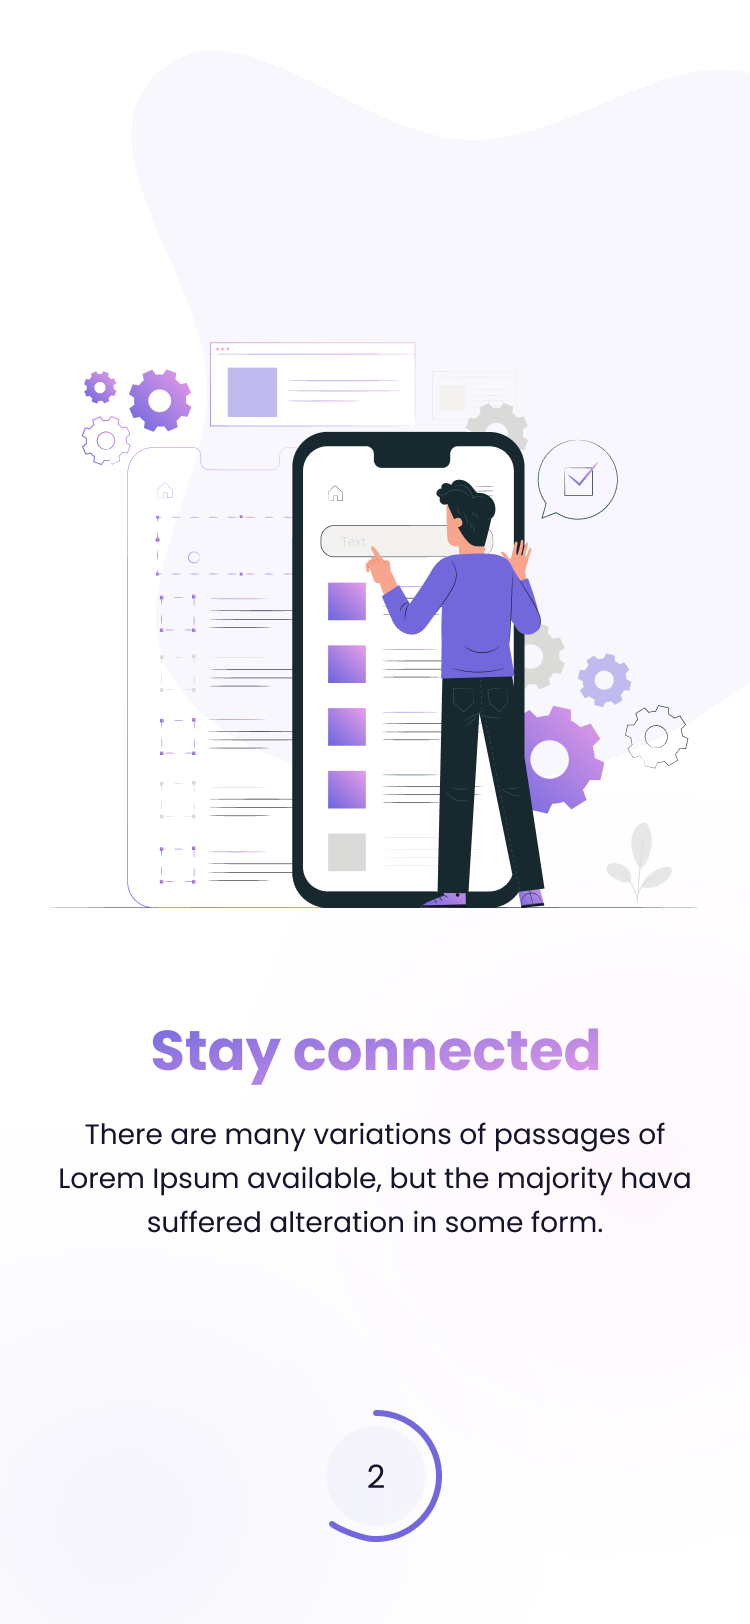 Text
Stay connected
There are many variations of passages of
Lorem Ipsum available, but the majority hava
suffered alteration in some form.
2